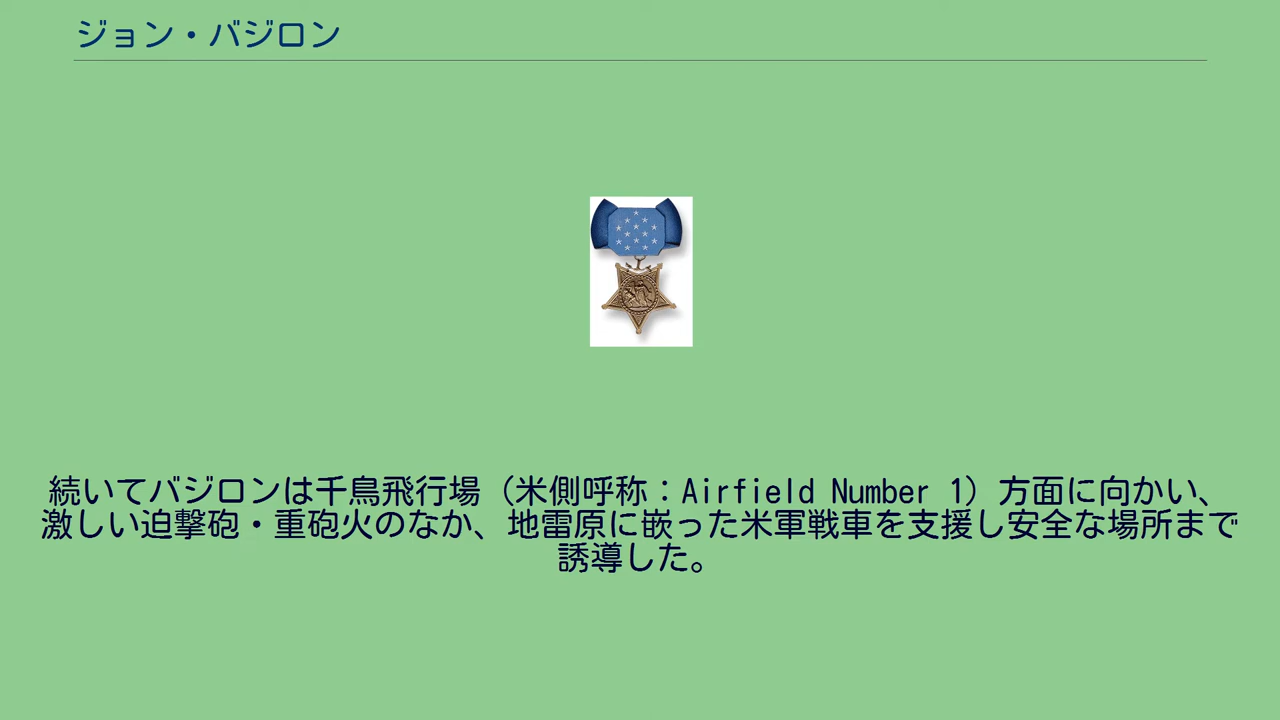 ジョン・バジロン
続いてバジロンは千鳥飛行場（米側呼称：Airfield Number 1）方面に向かい、
激しい迫撃砲・重砲火のなか、地雷原に嵌った米軍戦車を支援し安全な場所まで
誘導した。